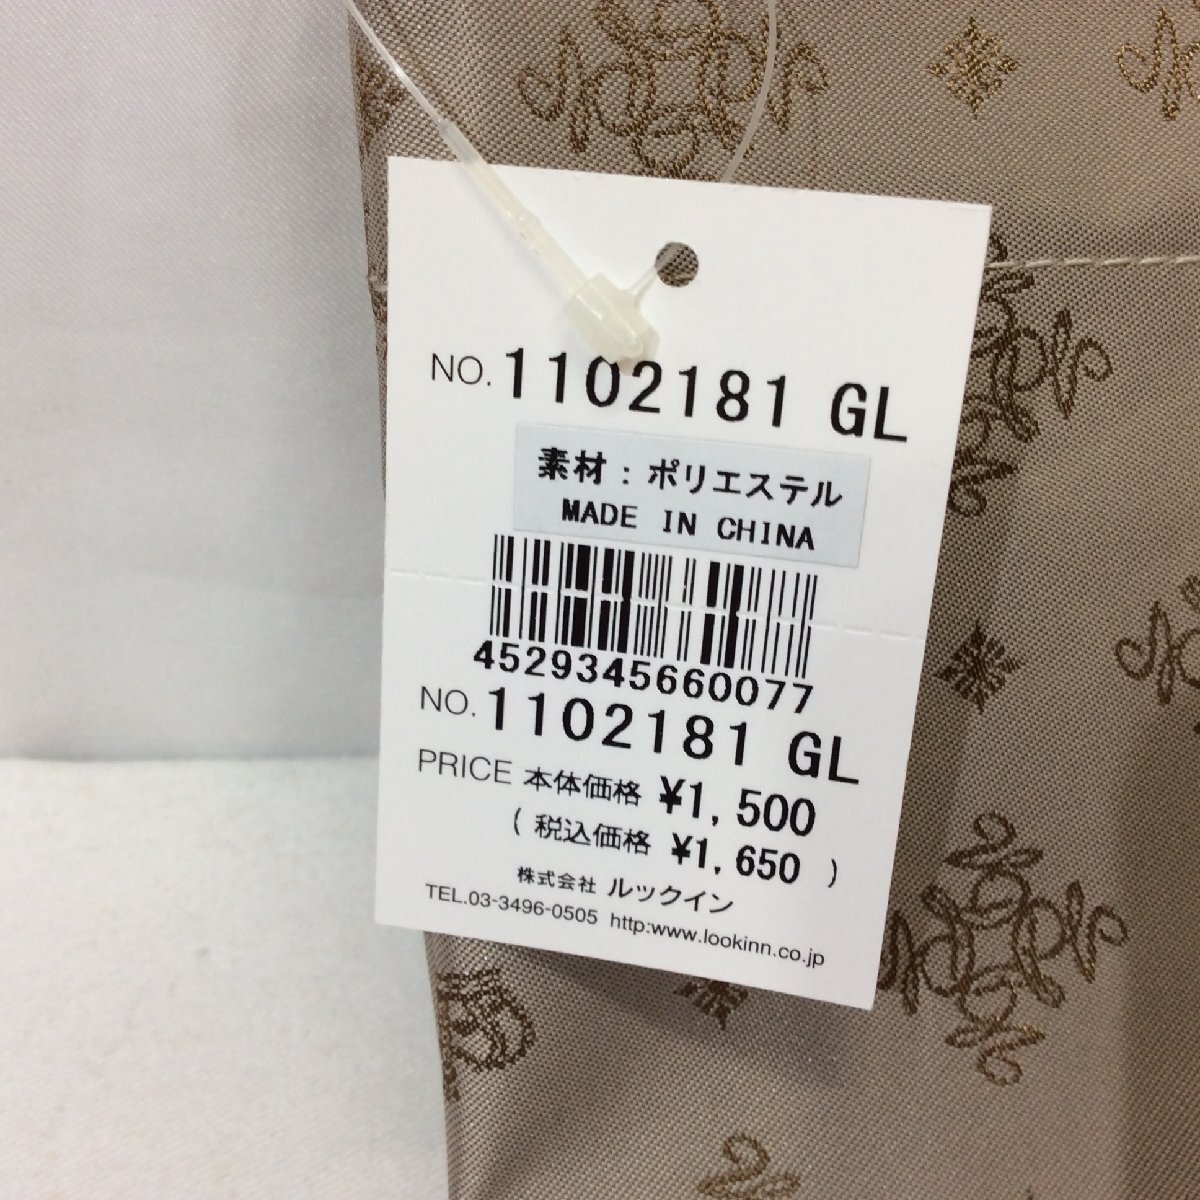 NO. 1102181 GL
素材：ポリエステル
MADE IN CHINA
4529345660077
NO. 1102181 GL
PRICE 本体価格 ¥1,500
( 税込価格 ¥1,650 )
株式会社 ルックイン
TEL.03-3496-0505 http:www.lookinn.co.jp